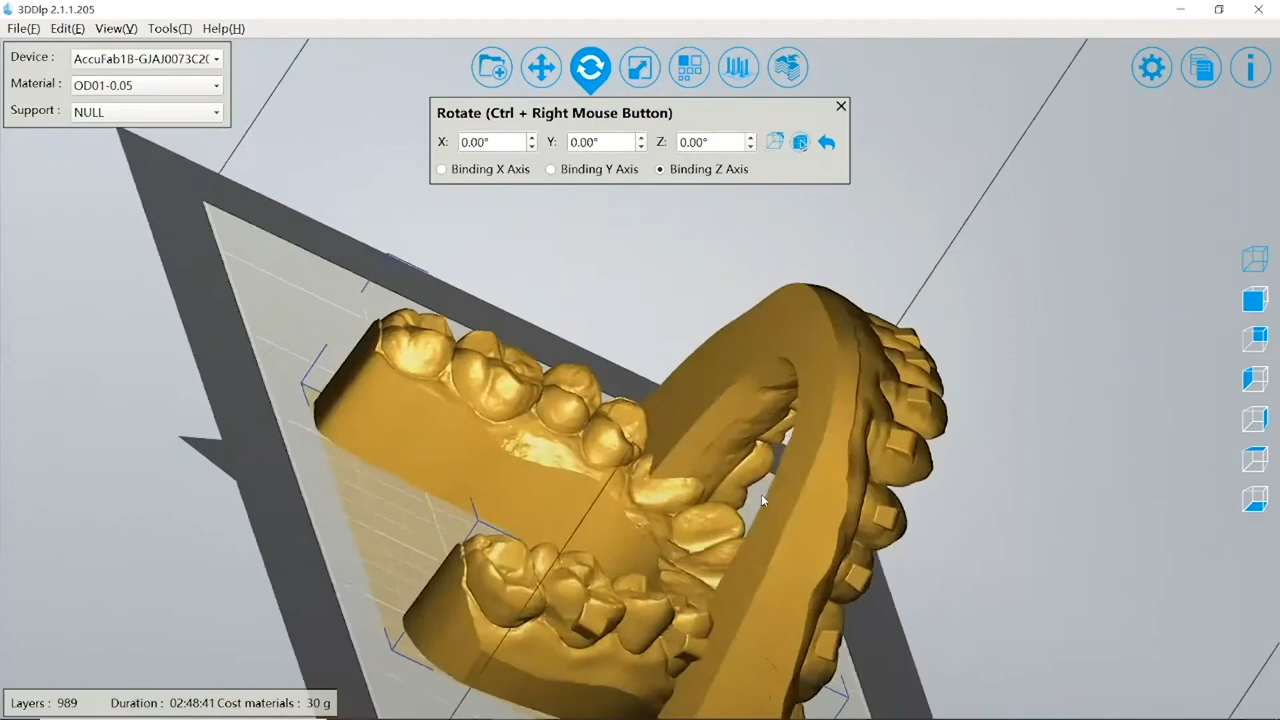 3DDlp 2.1.1.205
File(F) Edit(E) View(V) Tools(T) Help(H)
Device : AccuFab1B-GJAJ0073C2(
Material : OD01-0.05
Support : NULL
Rotate (Ctrl + Right Mouse Button)
X: 0.00° Y: 0.00° Z: 0.00°
Binding X Axis Binding Y Axis Binding Z Axis
Layers : 989 Duration : 02:48:41 Cost materials : 30 g